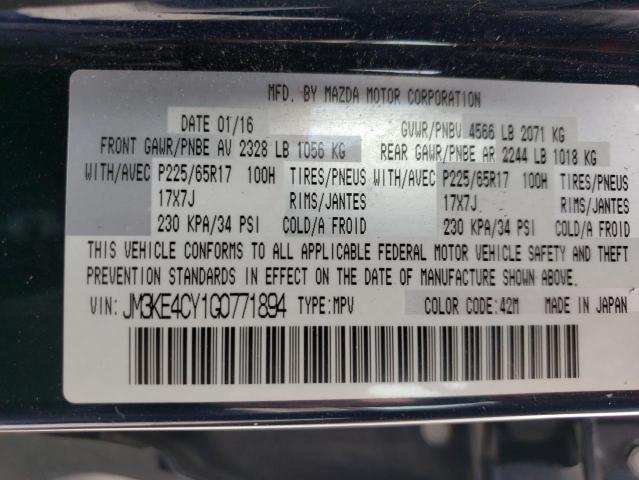 MFD. BY MAZDA MOTOR CORPORATION
DATE 01/16 GVWR/PNBV 4566 LB 2071 KG
FRONT GAWR/PNBE AV 2328 LB 1056 KG REAR GAWR/PNBE AR 2244 LB 1018 KG
WITH/AVEC P225/65R17 100H TIRES/PNEUS WITH/AVEC P225/65R17 100H TIRES/PNEUS
17X7J RIMS/JANTES 17X7J RIMS/JANTES
230 KPA/34 PSI COLD/A FROID 230 KPA/34 PSI COLD/A FROID
THIS VEHICLE CONFORMS TO ALL APPLICABLE FEDERAL MOTOR VEHICLE SAFETY AND THEFT
PREVENTION STANDARDS IN EFFECT ON THE DATE OF MANUFACTURE SHOWN ABOVE.
VIN: JM3KE4CY1G0771894 TYPE:MPV COLOR CODE:42M MADE IN JAPAN